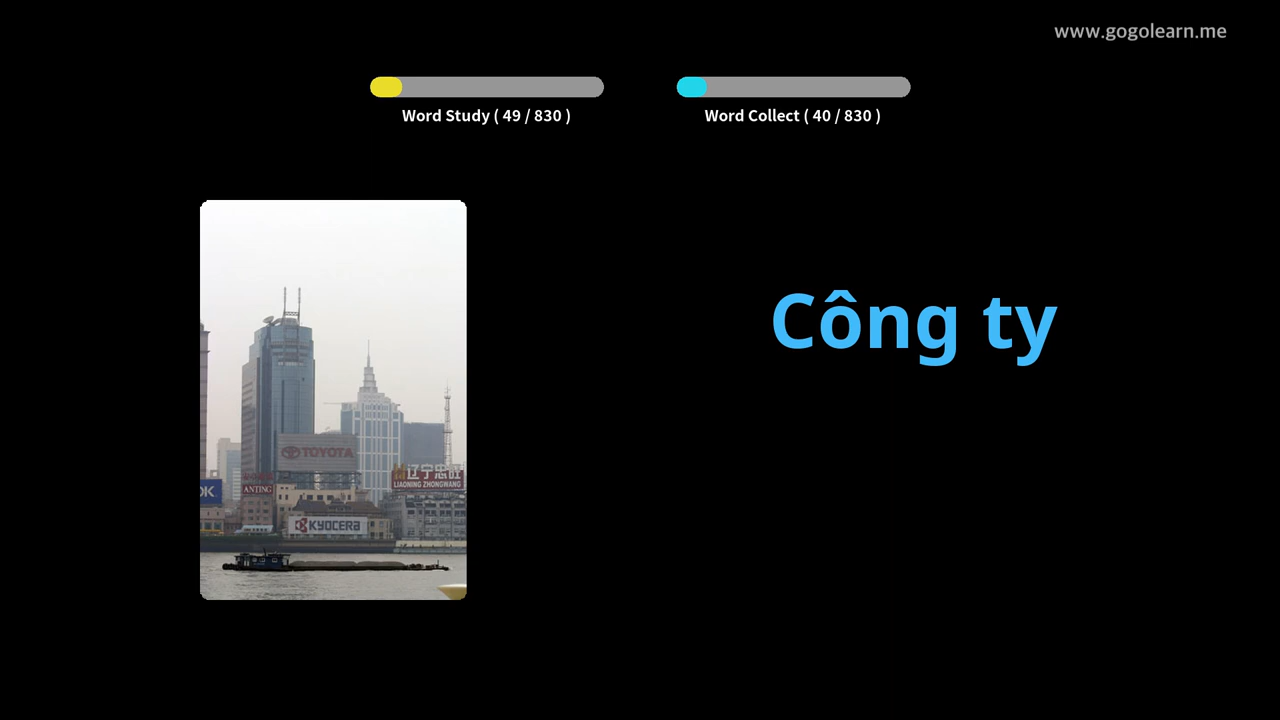 www.gogolearn.me
Word Study ( 49 / 830 )
Word Collect ( 40 / 830 )
Công ty
TOYOTA
辽宁忠旺
LIAONING ZHONGWANG
ANTING
KYOCERA